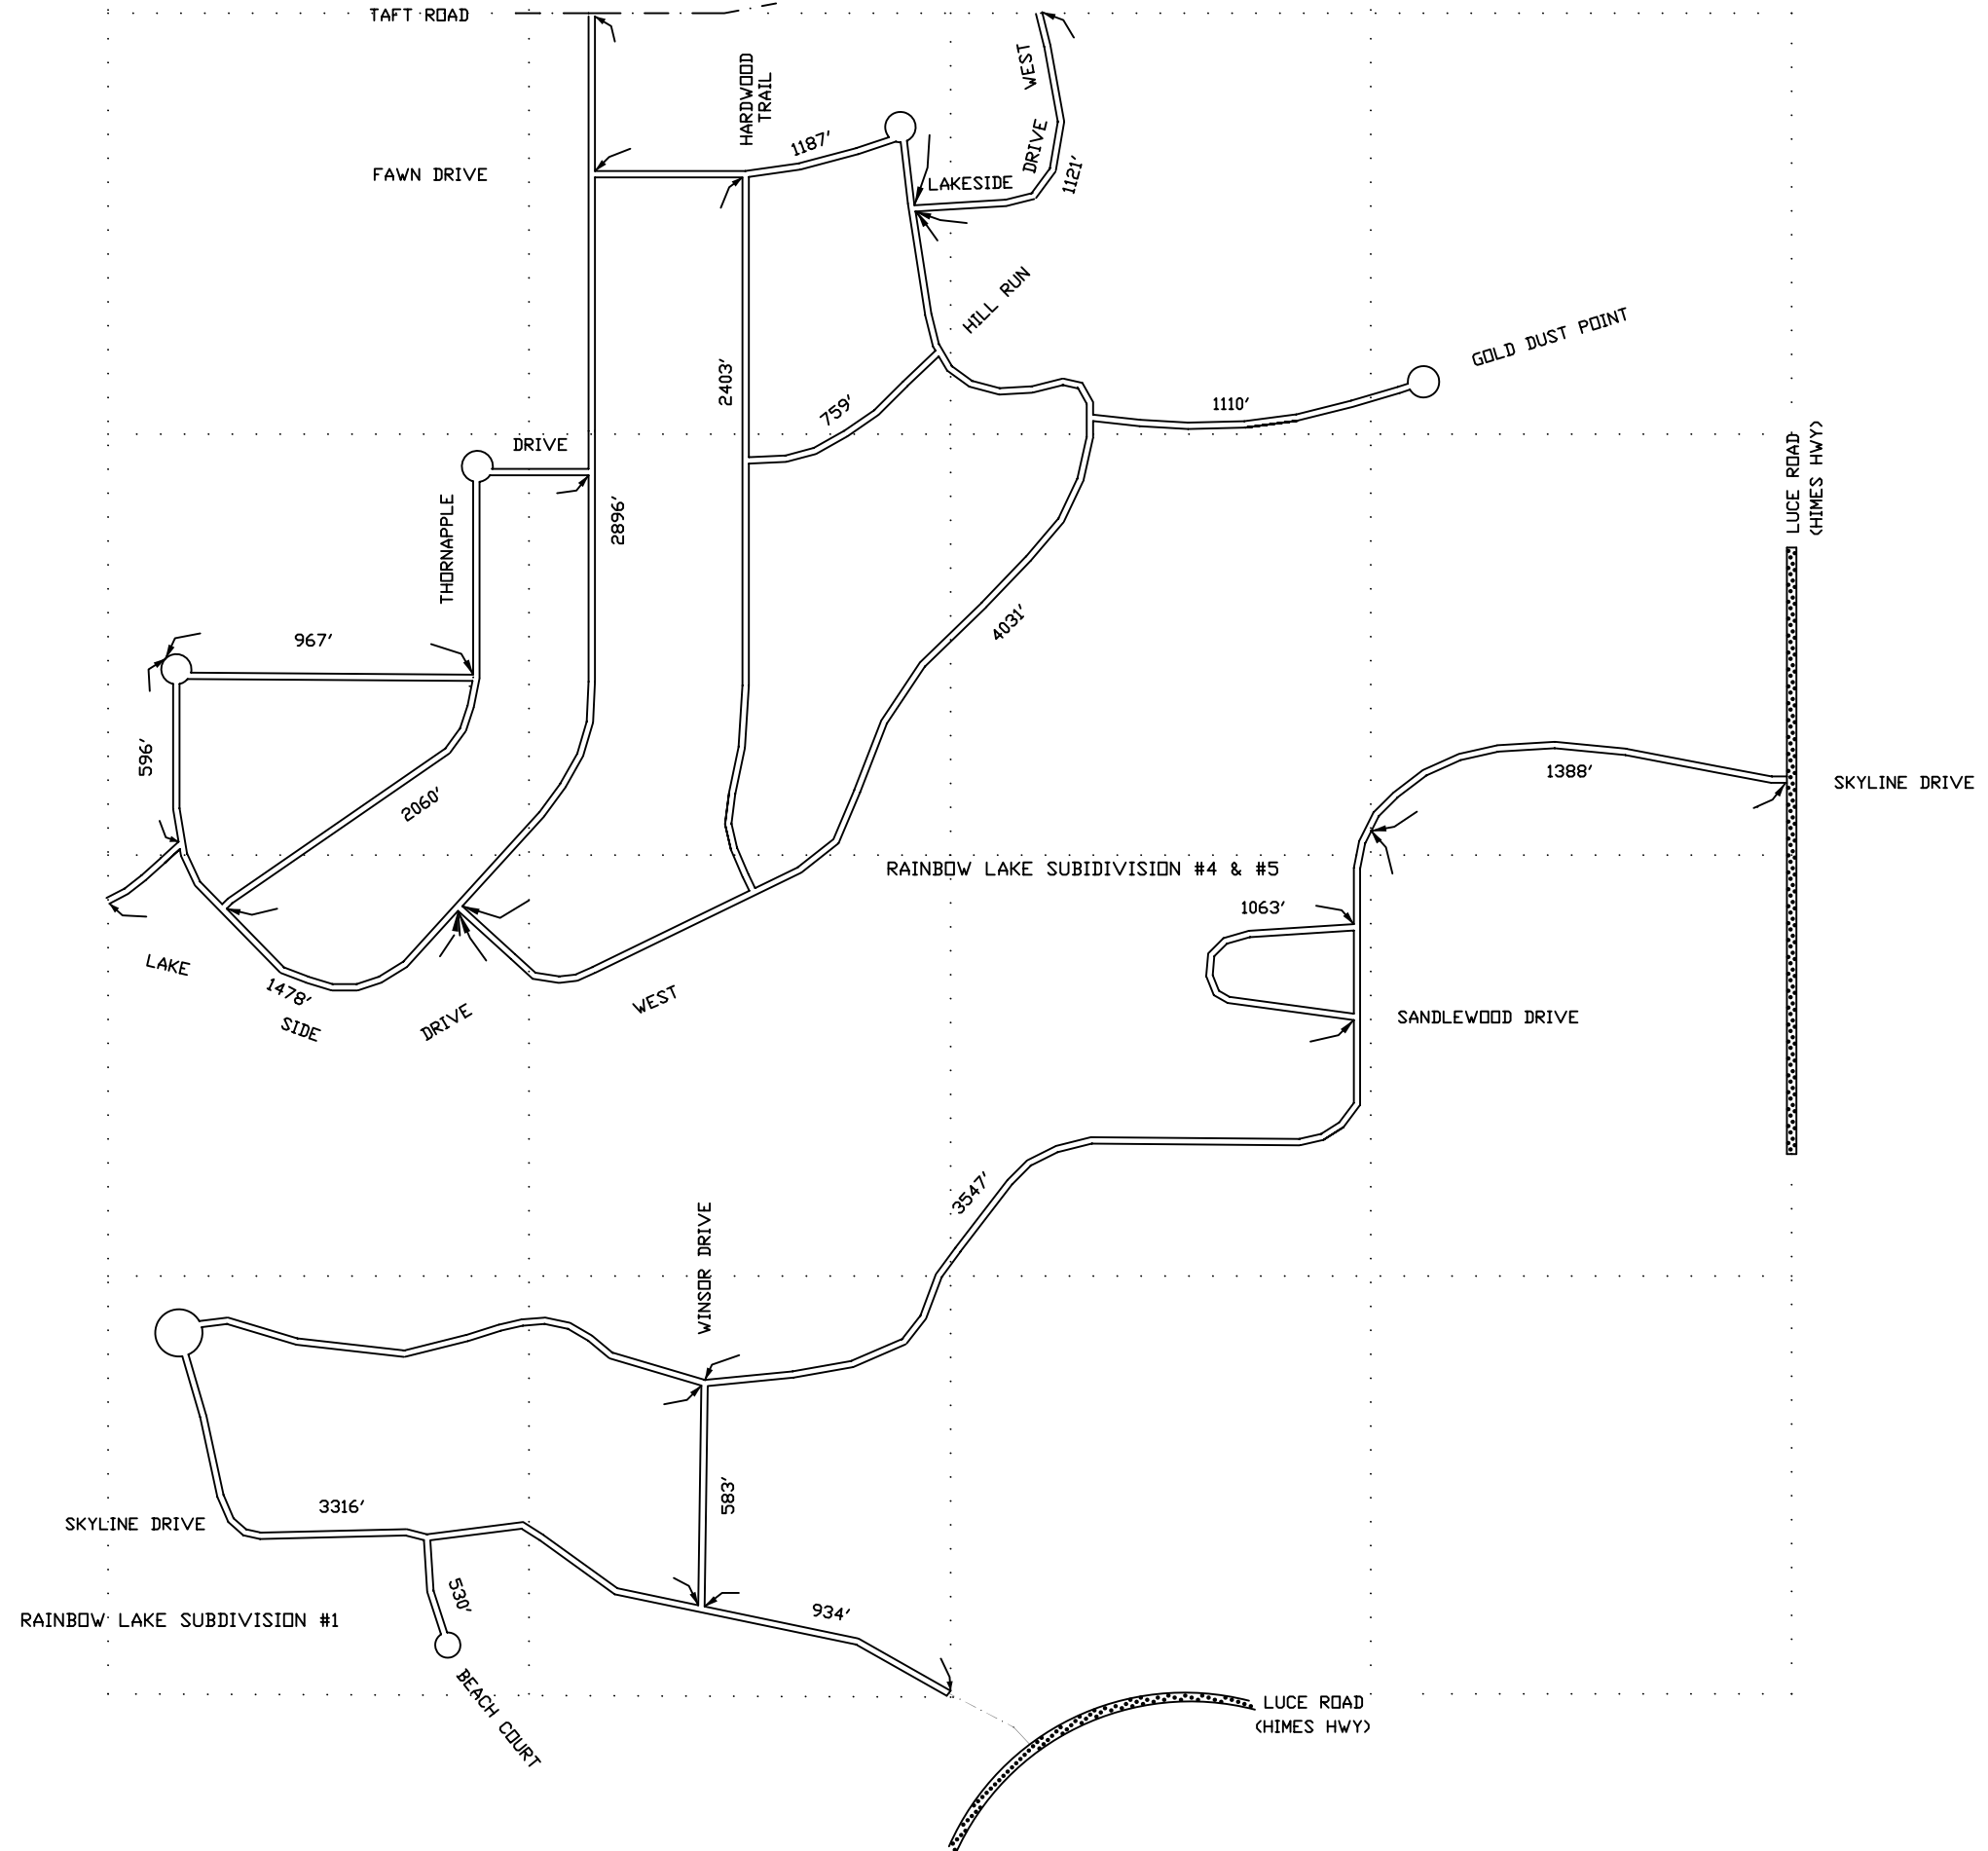 TAFT ROAD
HARDWOOD
TRAIL
WEST
DRIVE
1121'
1187'
FAWN DRIVE
LAKESIDE
HILL RUN
GOLD DUST POINT
2403'
759'
1110'
DRIVE
THORNAPPLE
2896'
LUCE ROAD
(HIMES HWY)
967'
4031'
596'
2060'
1388'
SKYLINE DRIVE
RAINBOW LAKE SUBIDIVISION #4 & #5
1063'
LAKE
1478'
SIDE
DRIVE
WEST
SANDLEWOOD DRIVE
3547'
WINSOR DRIVE
583'
3316'
SKYLINE DRIVE
530'
934'
RAINBOW LAKE SUBDIVISION #1
BEACH COURT
LUCE ROAD
(HIMES HWY)